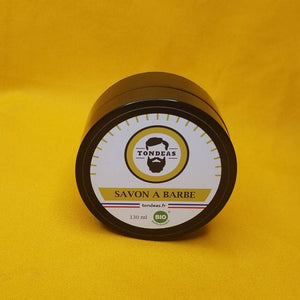 TONDEAS
SAVON A BARBE
tondeas.fr
130 ml
BIO